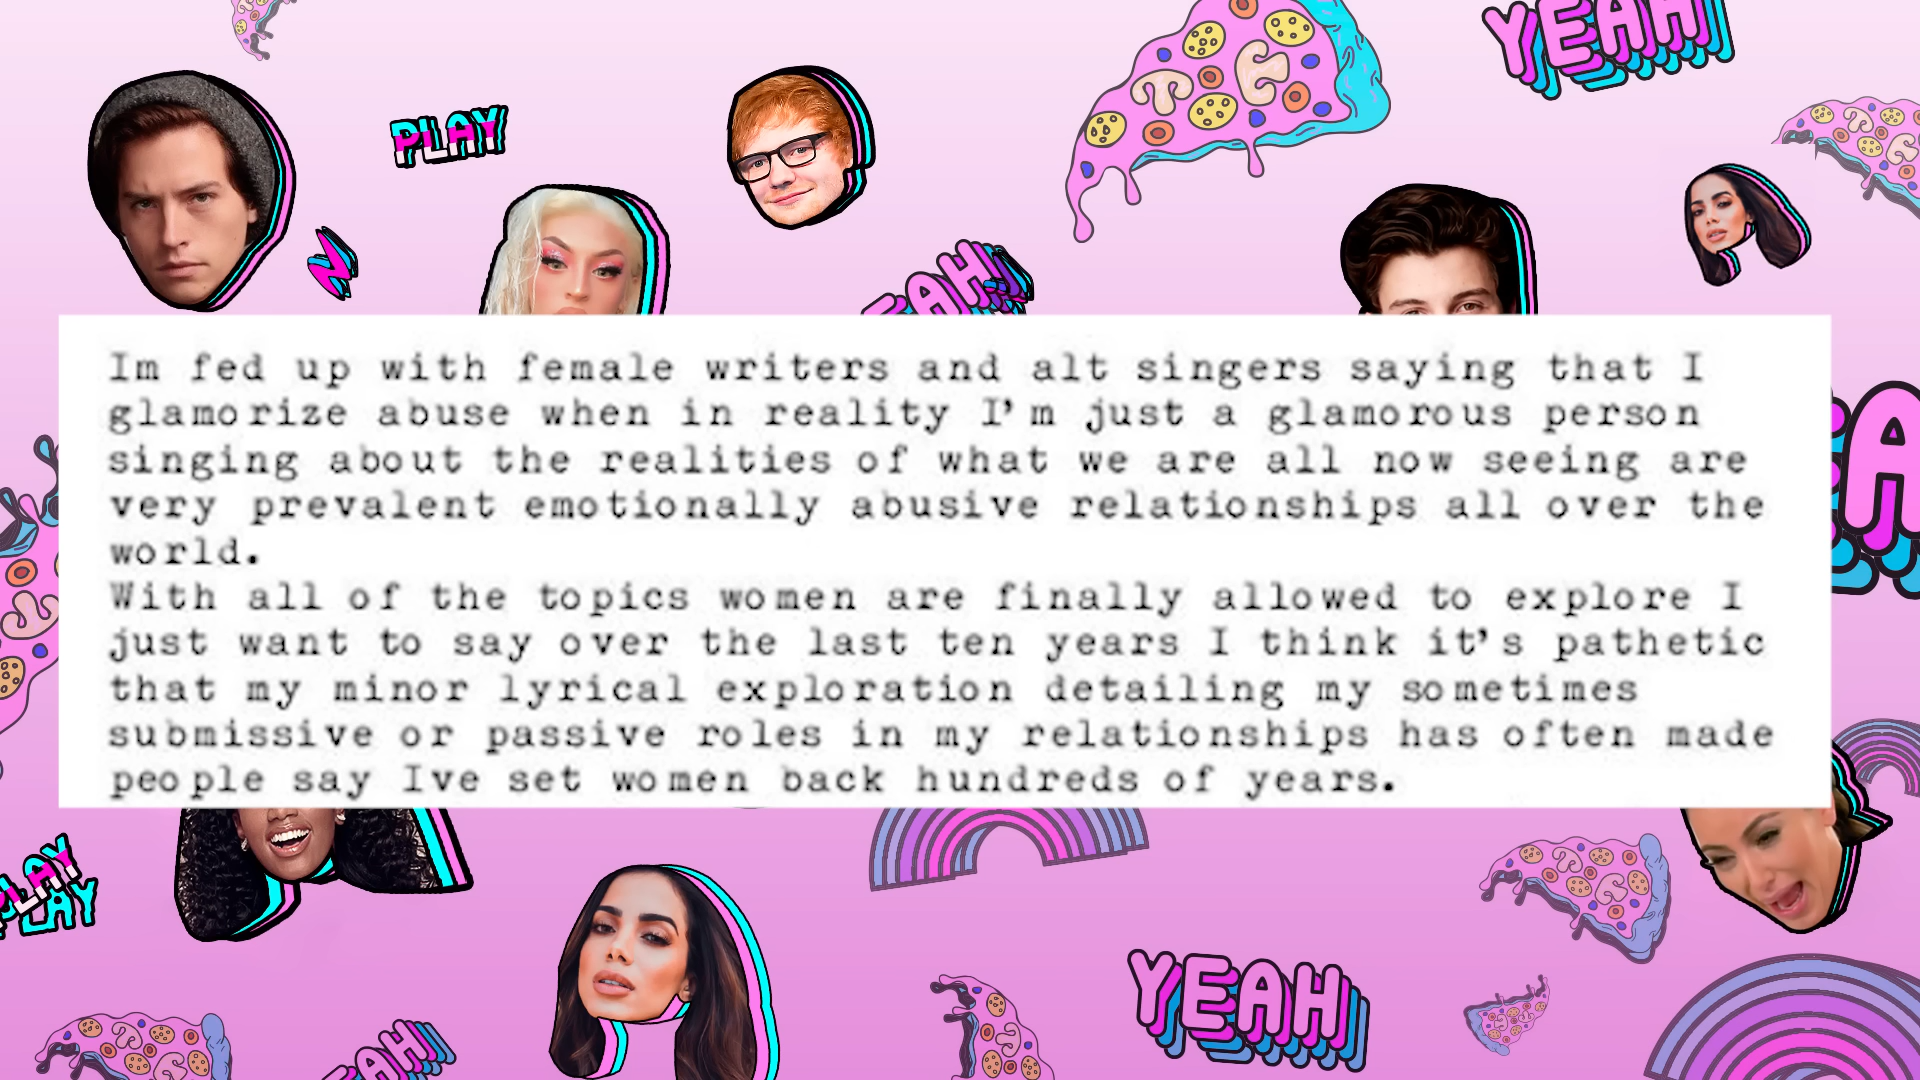 YEAH
PLAY
EAH!
Im fed up with female writers and alt singers saying that I
glamorize abuse when in reality I'm just a glamorous person
singing about the realities of what we are all now seeing are
very prevalent emotionally abusive relationships all over the
world.
With all of the topics women are finally allowed to explore I
just want to say over the last ten years I think it's pathetic
that my minor lyrical exploration detailing my sometimes
submissive or passive roles in my relationships has often made
people say Ive set women back hundreds of years.
EA
PLAY
PLAY
YEAH
EAH!